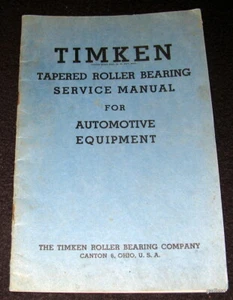 TIMKEN
TAPERED ROLLER BEARING
SERVICE MANUAL
FOR
AUTOMOTIVE
EQUIPMENT
THE TIMKEN ROLLER BEARING COMPANY
CANTON 6, OHIO, U. S. A.